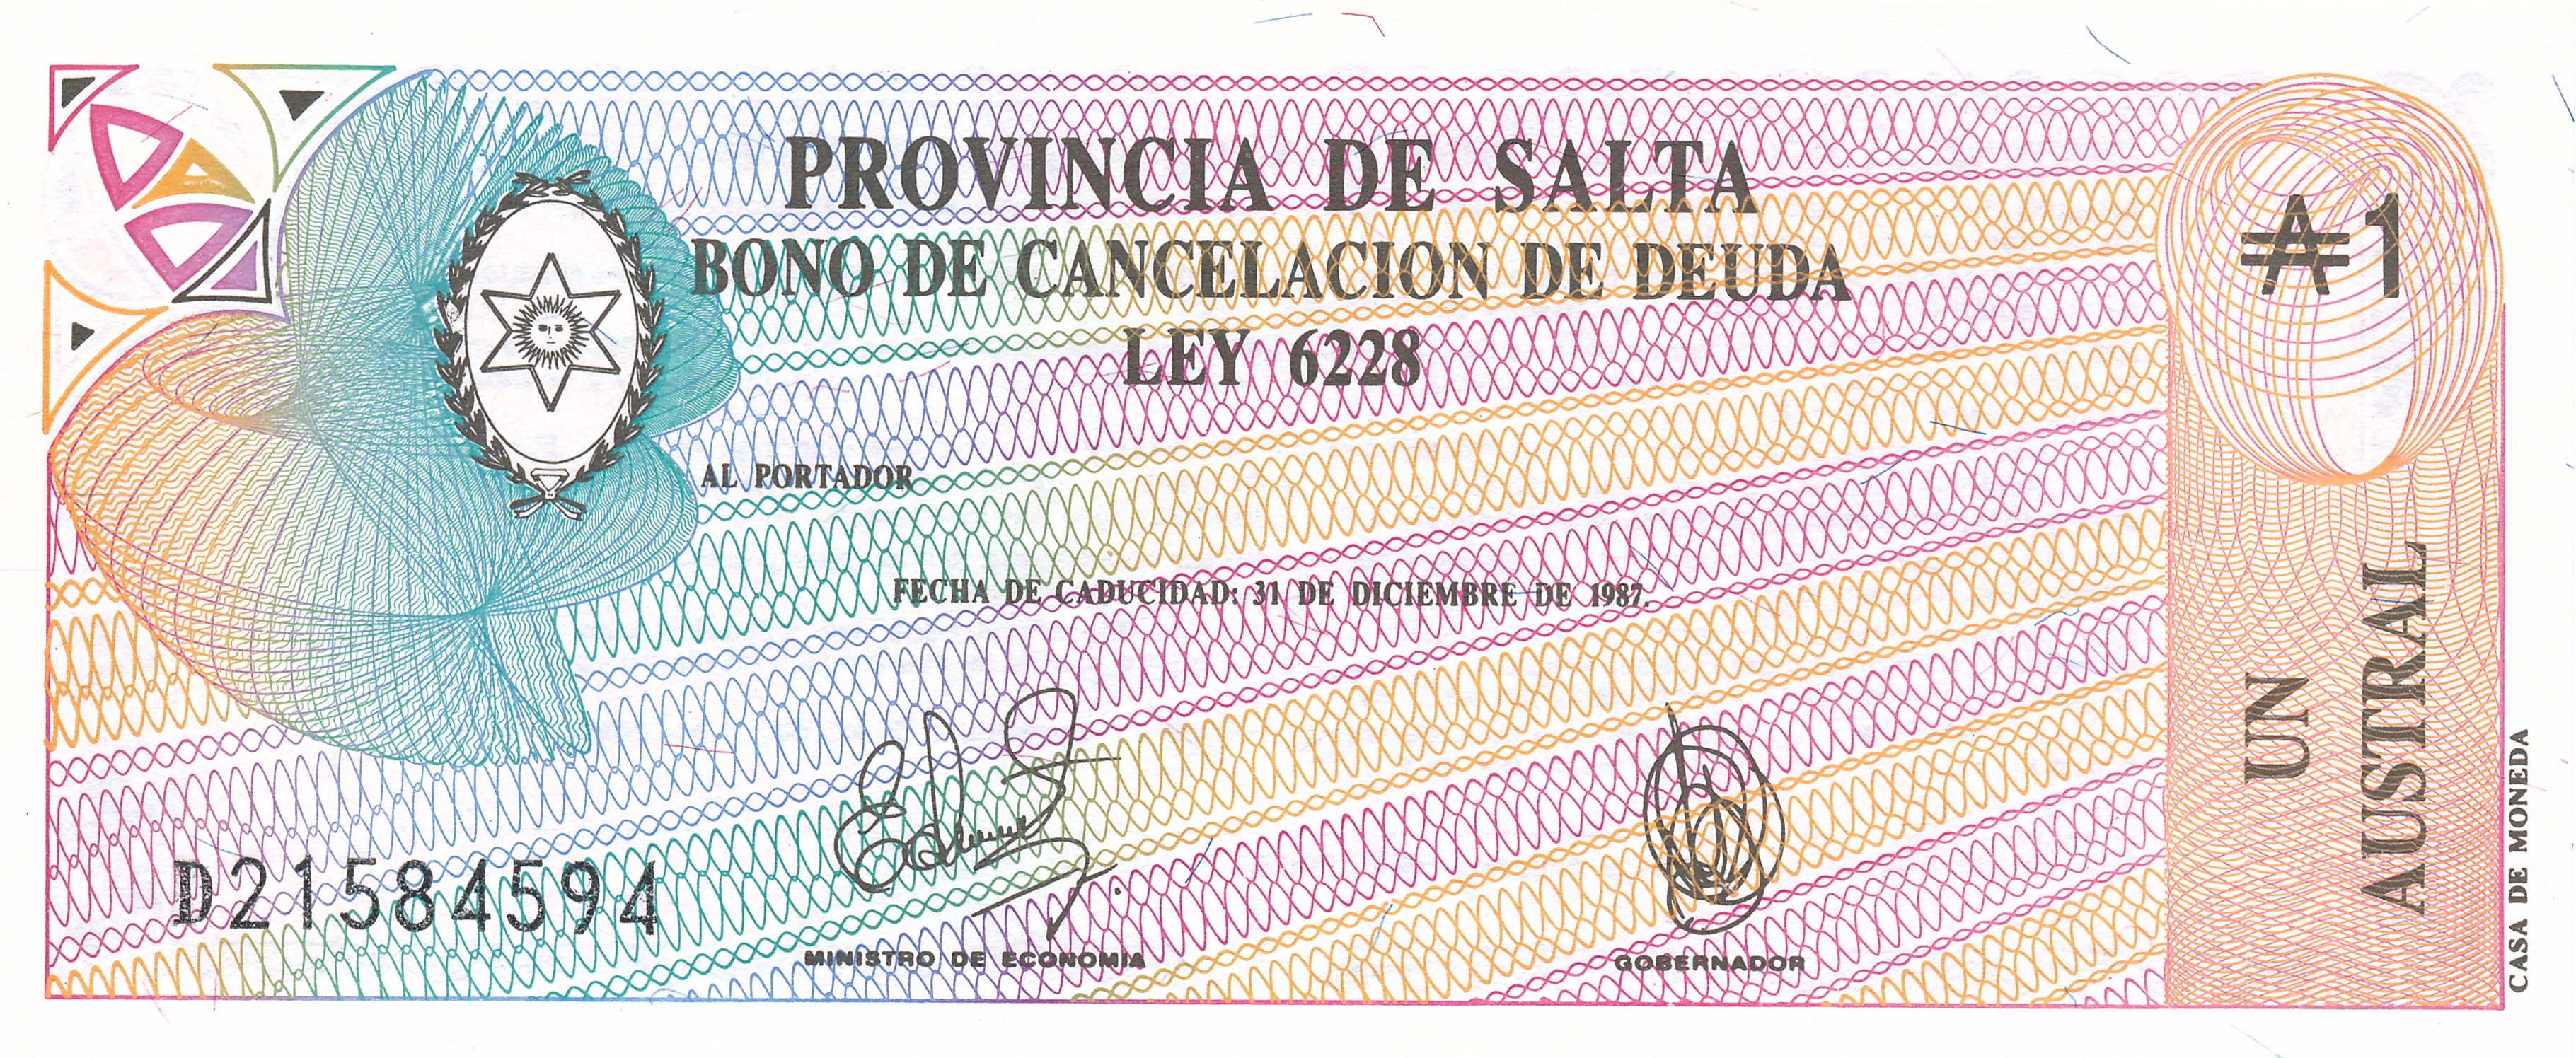 PROVINCIA DE SALTA
BONO DE CANCELACION DE DEUDA
LEY 6228
₳1
AL PORTADOR
FECHA DE CADUCIDAD: 31 DE DICIEMBRE DE 1987.
D21584594
MINISTRO DE ECONOMIA
GOBERNADOR
UN
AUSTRAL
CASA DE MONEDA